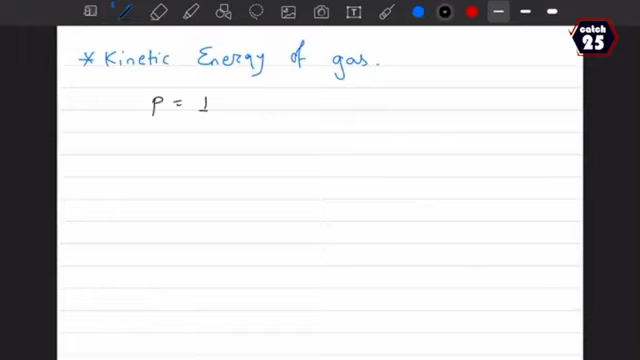 catch
25
* Kinetic Energy of gas.
P = 1